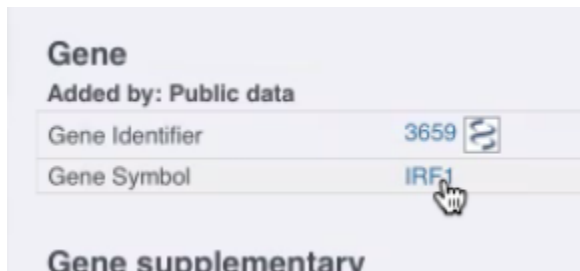 Gene
Added by: Public data
Gene Identifier 3659
Gene Symbol IRF1
Gene supplementary